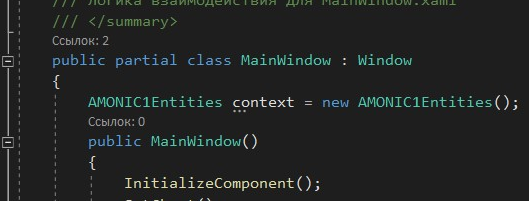 /// Логика взаимодействия для MainWindow.xaml
/// </summary>
Ссылок: 2
public partial class MainWindow : Window
{
AMONIC1Entities context = new AMONIC1Entities();
Ссылок: 0
public MainWindow()
{
InitializeComponent();